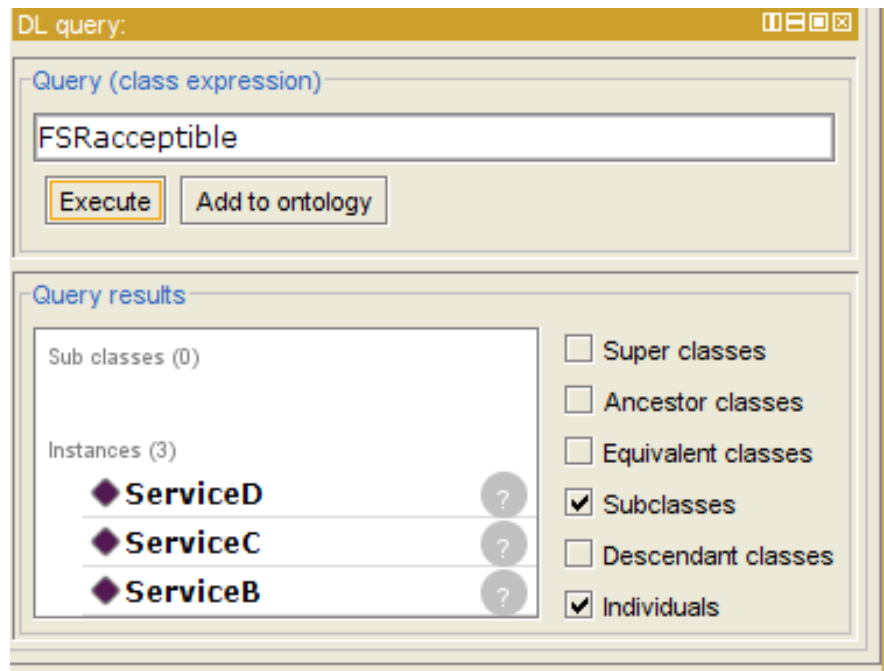 DL query:
Query (class expression)
FSRacceptible
Execute Add to ontology
Query results
Sub classes (0)
Instances (3)
ServiceD ?
ServiceC ?
ServiceB ?
Super classes
Ancestor classes
Equivalent classes
Subclasses
Descendant classes
Individuals